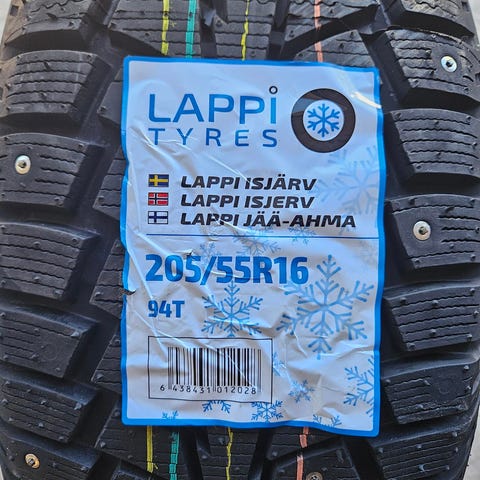 LAPPI
TYRES
LAPPI ISJÄRV
LAPPI ISJERV
LAPPI JÄÄ-AHMA
205/55R16
94T
6 438431 012028